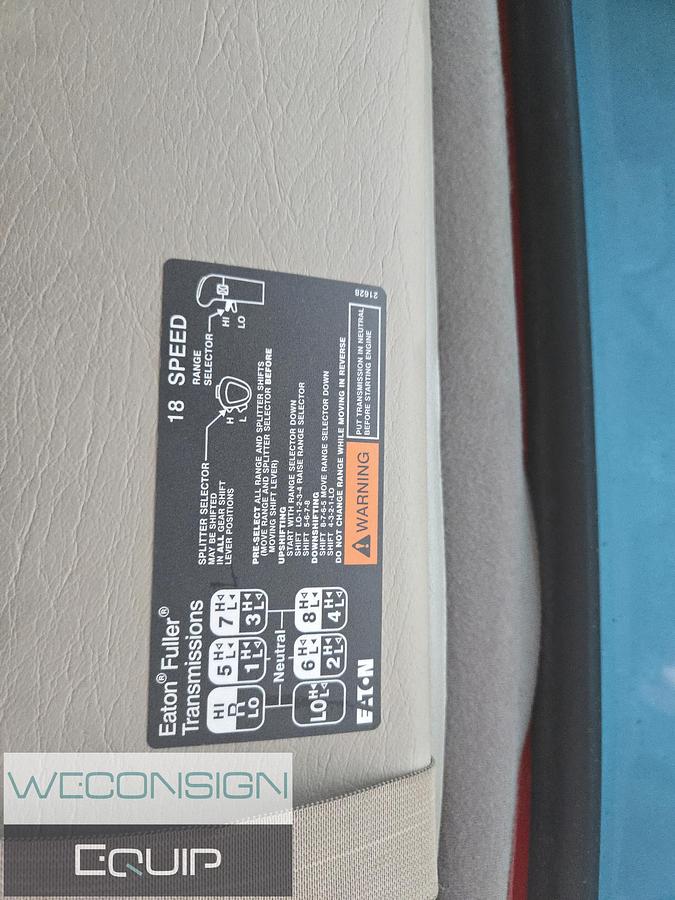 Eaton® Fuller®
Transmissions
18 SPEED
HI
R
LO
5 H L
1 H L
7 H L
3 H L
Neutral
LO H L
6 H L
2 H L
8 H L
4 H L
EATON
SPLITTER SELECTOR
MAY BE SHIFTED
IN ALL GEAR SHIFT
LEVER POSITIONS
H
L
RANGE
SELECTOR
HI
LO
PRE-SELECT ALL RANGE AND SPLITTER SHIFTS
(MOVE RANGE AND SPLITTER SELECTOR BEFORE
MOVING SHIFT LEVER)
UPSHIFTING
START WITH RANGE SELECTOR DOWN
SHIFT LO-1-2-3-4 RAISE RANGE SELECTOR
SHIFT 5-6-7-8
DOWNSHIFTING
SHIFT 8-7-6-5 MOVE RANGE SELECTOR DOWN
SHIFT 4-3-2-1-LO
DO NOT CHANGE RANGE WHILE MOVING IN REVERSE
WARNING
PUT TRANSMISSION IN NEUTRAL
BEFORE STARTING ENGINE
21628
WECONSIGN
EQUIP